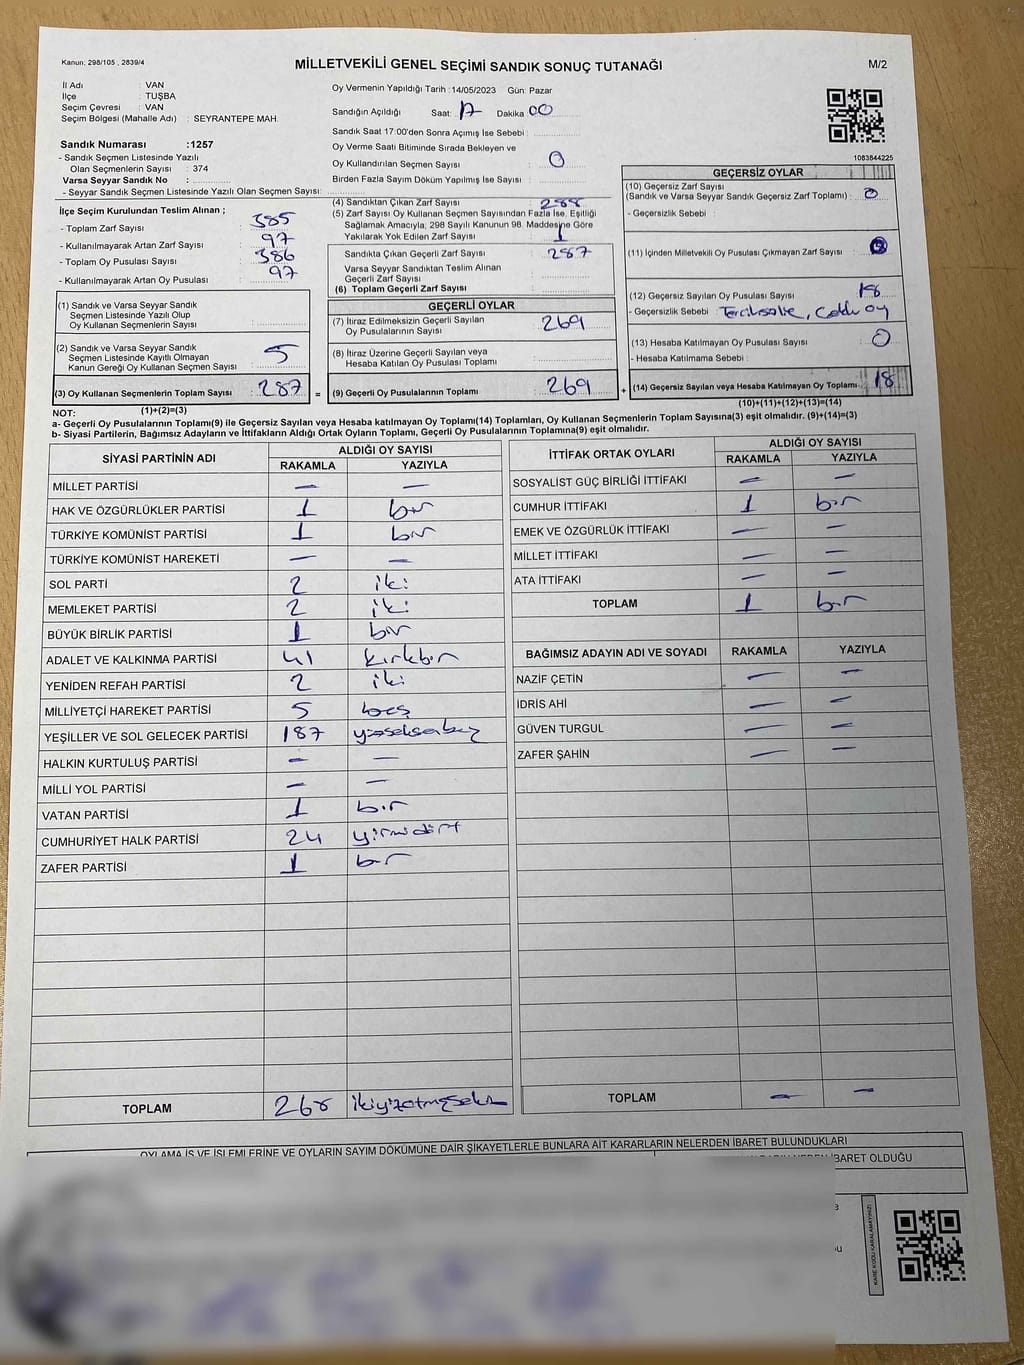 Kanun; 298/105 , 2839/4
MİLLETVEKİLİ GENEL SEÇİMİ SANDIK SONUÇ TUTANAĞI
M/2
İl Adı : VAN
İlçe : TUŞBA
Seçim Çevresi : VAN
Seçim Bölgesi (Mahalle Adı) : SEYRANTEPE MAH.
Sandık Numarası :1257
- Sandık Seçmen Listesinde Yazılı
Olan Seçmenlerin Sayısı : 374
Varsa Seyyar Sandık No :
- Seyyar Sandık Seçmen Listesinde Yazılı Olan Seçmen Sayısı:
Oy Vermenin Yapıldığı Tarih :14/05/2023 Gün: Pazar
Sandığın Açıldığı Saat: 17 Dakika 00
Sandık Saat 17:00'den Sonra Açımış İse Sebebi :
Oy Verme Saati Bitiminde Sırada Bekleyen ve
Oy Kullandırılan Seçmen Sayısı : 0
Birden Fazla Sayım Döküm Yapılmış İse Sayısı :
1083844225
İlçe Seçim Kurulundan Teslim Alınan ;
- Toplam Zarf Sayısı : 385
- Kullanılmayarak Artan Zarf Sayısı : 97
- Toplam Oy Pusulası Sayısı : 386
- Kullanılmayarak Artan Oy Pusulası : 97
(4) Sandıktan Çıkan Zarf Sayısı : 288
(5) Zarf Sayısı Oy Kullanan Seçmen Sayısından Fazla İse, Eşitliği
Sağlamak Amacıyla; 298 Sayılı Kanunun 98. Maddesine Göre
Yakılarak Yok Edilen Zarf Sayısı : 1
Sandıkta Çıkan Geçerli Zarf Sayısı : 287
Varsa Seyyar Sandıktan Teslim Alınan
Geçerli Zarf Sayısı :
(6) Toplam Geçerli Zarf Sayısı :
GEÇERSİZ OYLAR
(10) Geçersiz Zarf Sayısı
(Sandık ve Varsa Seyyar Sandık Geçersiz Zarf Toplamı) : 0
- Geçersizlik Sebebi :
(11) İçinden Milletvekili Oy Pusulası Çıkmayan Zarf Sayısı :
(12) Geçersiz Sayılan Oy Pusulası Sayısı : 18
- Geçersizlik Sebebi :
(13) Hesaba Katılmayan Oy Pusulası Sayısı : 0
- Hesaba Katılmama Sebebi :
(14) Geçersiz Sayılan veya Hesaba Katılmayan Oy Toplamı : 18
(10)+(11)+(12)+(13)=(14)
(1) Sandık ve Varsa Seyyar Sandık
Seçmen Listesinde Yazılı Olup
Oy Kullanan Seçmenlerin Sayısı :
(2) Sandık ve Varsa Seyyar Sandık
Seçmen Listesinde Kayıtlı Olmayan
Kanun Gereği Oy Kullanan Seçmen Sayısı : 5
(3) Oy Kullanan Seçmenlerin Toplam Sayısı : 287 =
(1)+(2)=(3)
GEÇERLİ OYLAR
(7) İtiraz Edilmeksizin Geçerli Sayılan
Oy Pusulalarının Sayısı : 269
(8) İtiraz Üzerine Geçerli Sayılan veya
Hesaba Katılan Oy Pusulası Toplamı :
(9) Geçerli Oy Pusulalarının Toplamı : 269 +
NOT:
a- Geçerli Oy Pusulalarının Toplamı(9) ile Geçersiz Sayılan veya Hesaba katılmayan Oy Toplamı(14) Toplamları, Oy Kullanan Seçmenlerin Toplam Sayısına(3) eşit olmalıdır. (9)+(14)=(3)
b- Siyasi Partilerin, Bağımsız Adayların ve İttifakların Aldığı Ortak Oyların Toplamı, Geçerli Oy Pusulalarının Toplamına(9) eşit olmalıdır.
SİYASİ PARTİNİN ADI ALDIĞI OY SAYISI
RAKAMLA YAZIYLA
MİLLET PARTİSİ — —
HAK VE ÖZGÜRLÜKLER PARTİSİ 1 bir
TÜRKİYE KOMÜNİST PARTİSİ 1 bir
TÜRKİYE KOMÜNİST HAREKETİ — —
SOL PARTİ 2 iki
MEMLEKET PARTİSİ 2 iki
BÜYÜK BİRLİK PARTİSİ 1 bir
ADALET VE KALKINMA PARTİSİ 41 kırkbir
YENİDEN REFAH PARTİSİ 2 iki
MİLLİYETÇİ HAREKET PARTİSİ 5 beş
YEŞİLLER VE SOL GELECEK PARTİSİ 187
HALKIN KURTULUŞ PARTİSİ — —
MİLLİ YOL PARTİSİ — —
VATAN PARTİSİ 1 bir
CUMHURİYET HALK PARTİSİ 24 yirmidört
ZAFER PARTİSİ 1 bir
TOPLAM 268
İTTİFAK ORTAK OYLARI ALDIĞI OY SAYISI
RAKAMLA YAZIYLA
SOSYALİST GÜÇ BİRLİĞİ İTTİFAKI — —
CUMHUR İTTİFAKI 1 bir
EMEK VE ÖZGÜRLÜK İTTİFAKI — —
MİLLET İTTİFAKI — —
ATA İTTİFAKI — —
TOPLAM 1 bir
BAĞIMSIZ ADAYIN ADI VE SOYADI RAKAMLA YAZIYLA
NAZİF ÇETİN — —
İDRİS AHİ — —
GÜVEN TURGUL — —
ZAFER ŞAHİN — —
TOPLAM — —
OYLAMA İŞ VE İŞLEMLERİNE VE OYLARIN SAYIM DÖKÜMÜNE DAİR ŞİKAYETLERLE BUNLARA AİT KARARLARIN NELERDEN İBARET BULUNDUKLARI
İBARET OLDUĞU
KARE KODU KARALAMAYINIZ!